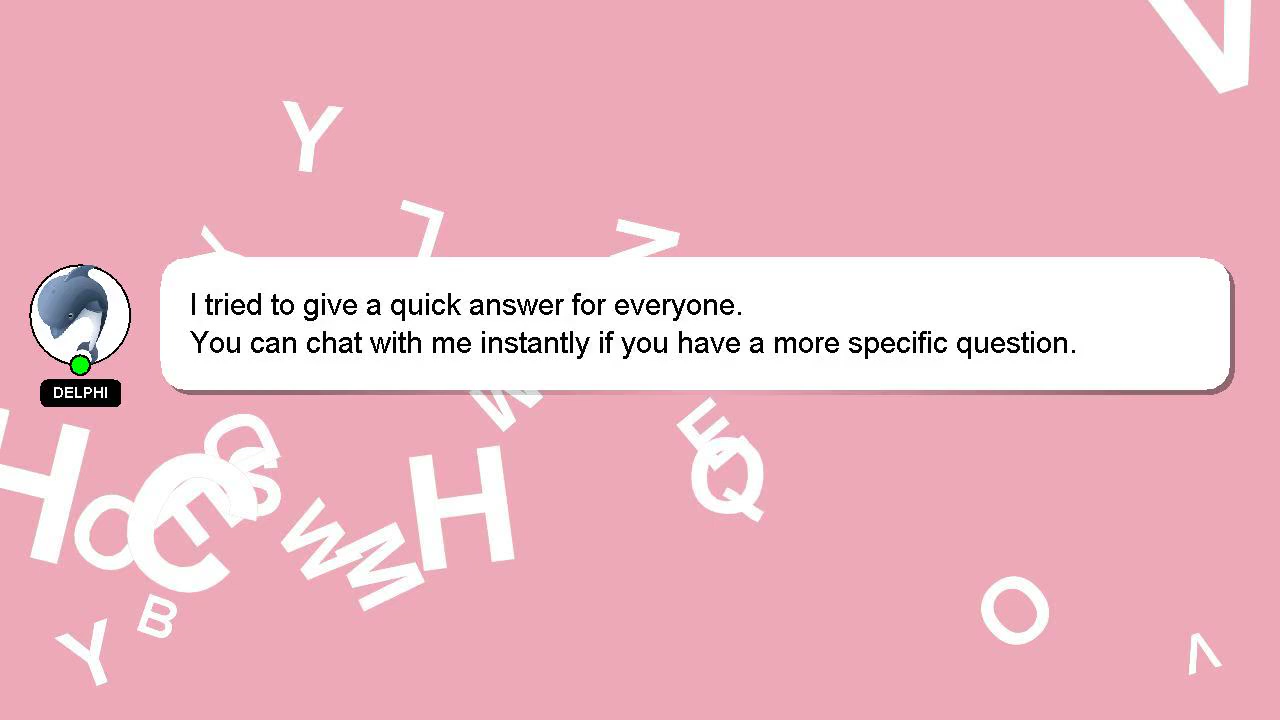 V
Y
L
Y
Z
I tried to give a quick answer for everyone.
You can chat with me instantly if you have a more specific question.
DELPHI
W
E
Q
H
O
C
D
S
E
W
M
H
B
Y
O
V